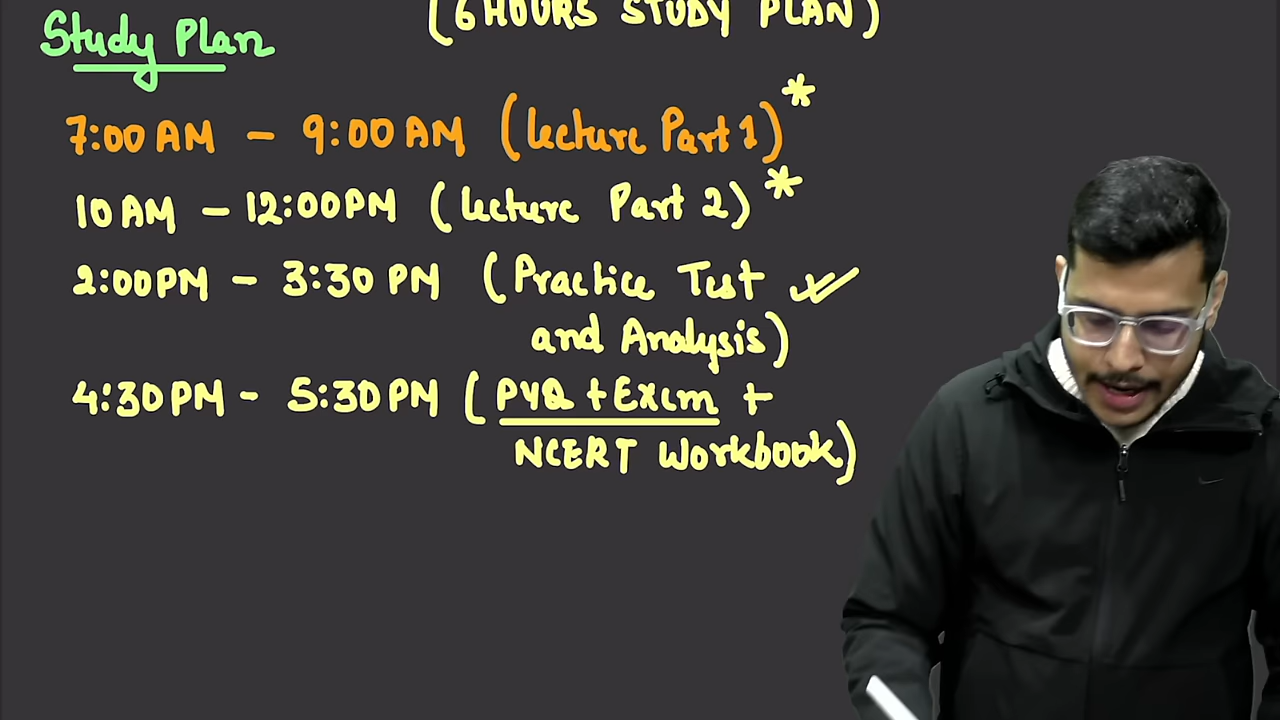 (6 HOURS STUDY PLAN)
Study Plan
7:00 AM – 9:00 AM (Lecture Part 1)*
10 AM – 12:00 PM (Lecture Part 2)*
2:00 PM – 3:30 PM (Practice Test
and Analysis)
4:30 PM - 5:30 PM (PYQ + Exem +
NCERT Workbook)